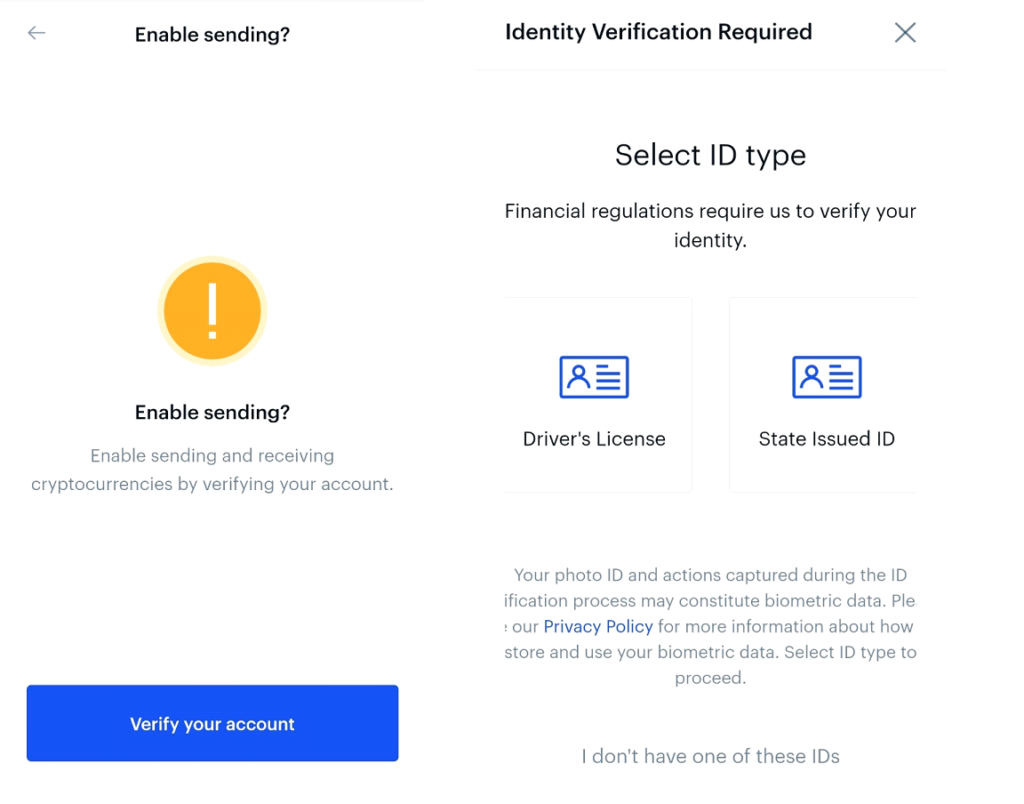 Enable sending?
Enable sending?
Enable sending and receiving
cryptocurrencies by verifying your account.
Verify your account
Identity Verification Required
Select ID type
Financial regulations require us to verify your
identity.
Driver's License
State Issued ID
Your photo ID and actions captured during the ID
ification process may constitute biometric data. Ple
our Privacy Policy for more information about how
store and use your biometric data. Select ID type to
proceed.
I don't have one of these IDs